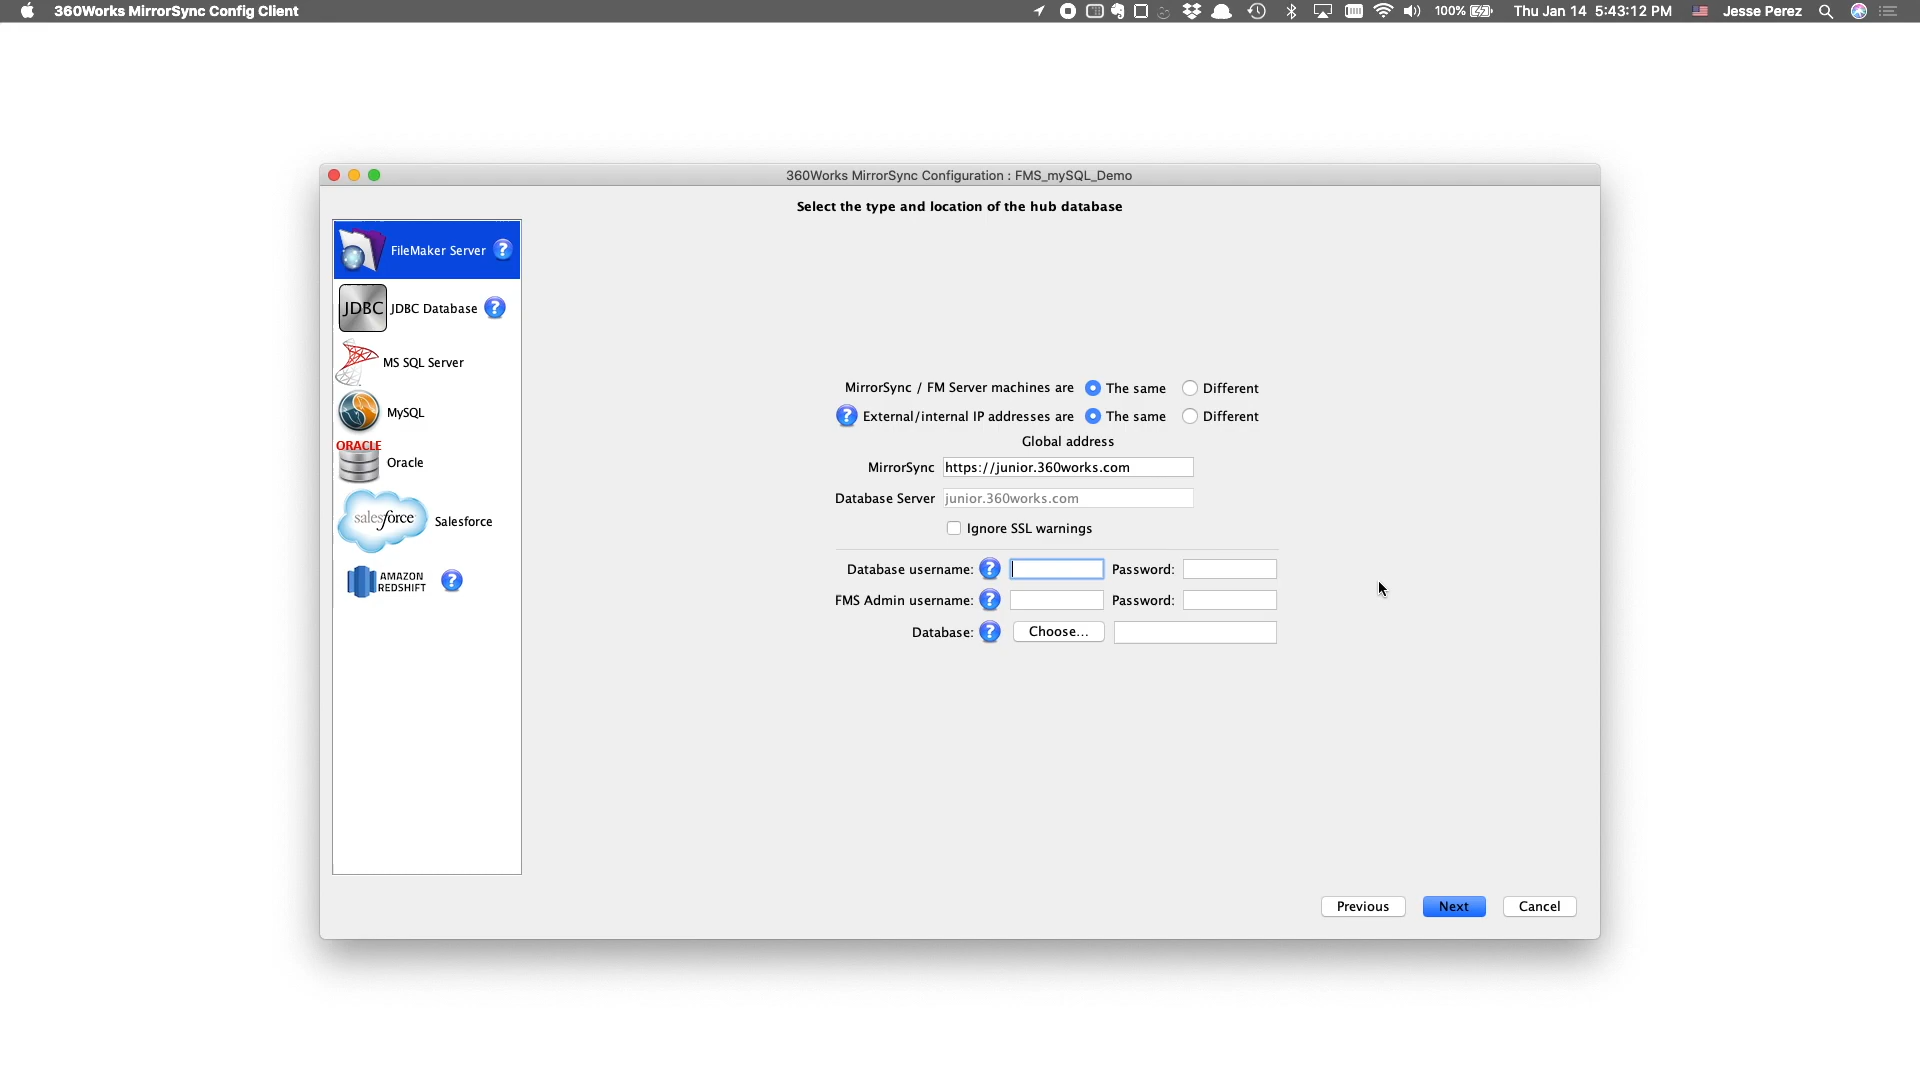 360Works MirrorSync Config Client
100%
Thu Jan 14 5:43:12 PM
Jesse Perez
360Works MirrorSync Configuration : FMS_mySQL_Demo
Select the type and location of the hub database
FileMaker Server ?
JDBC JDBC Database ?
MS SQL Server
MySQL
ORACLE
Oracle
salesforce Salesforce
AMAZON
REDSHIFT ?
MirrorSync / FM Server machines are The same Different
? External/internal IP addresses are The same Different
Global address
MirrorSync https://junior.360works.com
Database Server junior.360works.com
Ignore SSL warnings
Database username: ? Password:
FMS Admin username: ? Password:
Database: ? Choose...
Previous Next Cancel